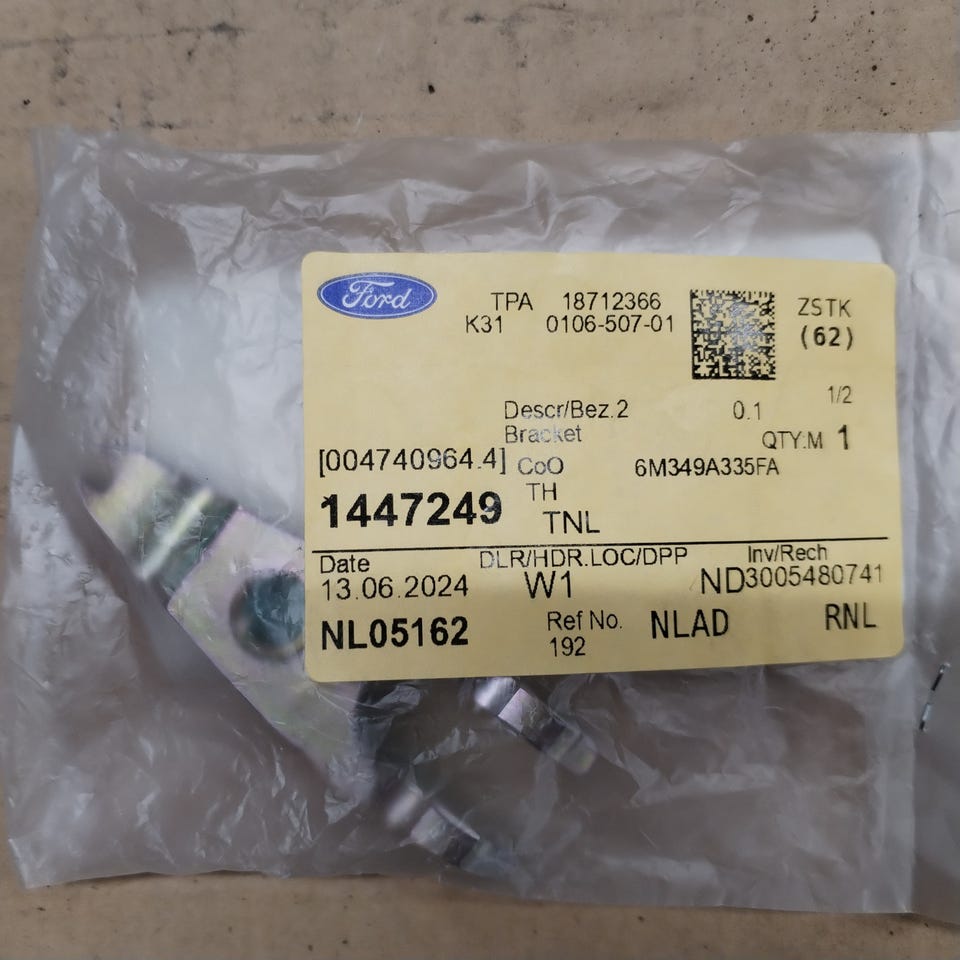 Ford
TPA 18712366
K31 0106-507-01
ZSTK
(62)
1/2
Descr/Bez.2 0.1
Bracket QTY:M 1
[004740964.4] CoO 6M349A335FA
1447249 TH
TNL
Date DLR/HDR.LOC/DPP Inv/Rech
13.06.2024 W1 ND3005480741
NL05162 Ref No. NLAD RNL
192